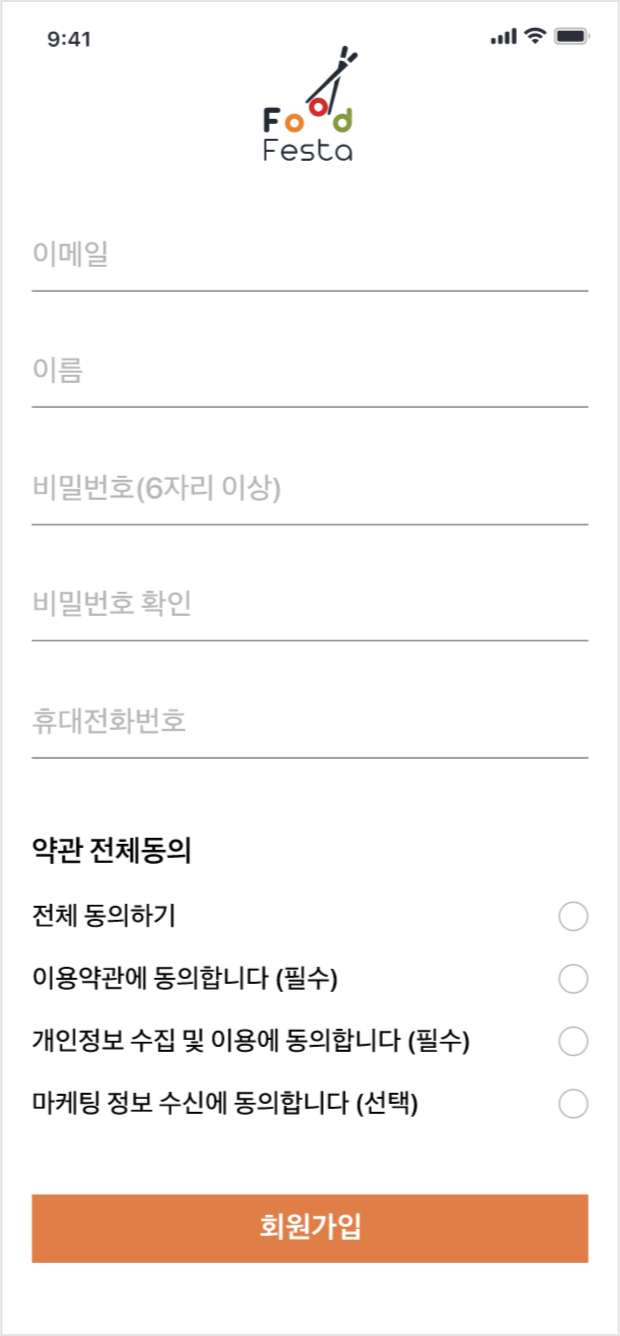 9:41
Food
Festa
이메일
이름
비밀번호(6자리 이상)
비밀번호 확인
휴대전화번호
약관 전체동의
전체 동의하기
이용약관에 동의합니다 (필수)
개인정보 수집 및 이용에 동의합니다 (필수)
마케팅 정보 수신에 동의합니다 (선택)
회원가입